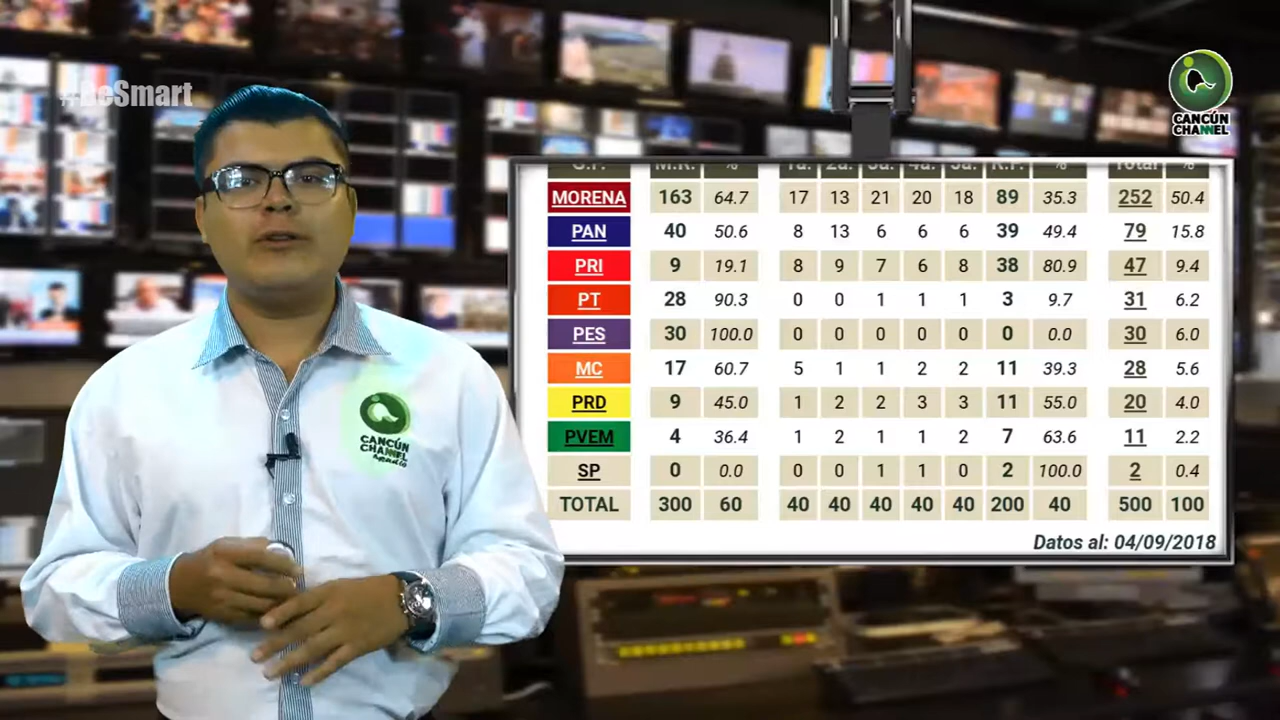 #BeSmart
CANCÚN
CHANNEL
G.P. M.R. % 1a. 2a. 3a. 4a. 5a. R.P. % Total %
MORENA 163 64.7 17 13 21 20 18 89 35.3 252 50.4
PAN 40 50.6 8 13 6 6 6 39 49.4 79 15.8
PRI 9 19.1 8 9 7 6 8 38 80.9 47 9.4
PT 28 90.3 0 0 1 1 1 3 9.7 31 6.2
PES 30 100.0 0 0 0 0 0 0 0.0 30 6.0
MC 17 60.7 5 1 1 2 2 11 39.3 28 5.6
PRD 9 45.0 1 2 2 3 3 11 55.0 20 4.0
PVEM 4 36.4 1 2 1 1 2 7 63.6 11 2.2
SP 0 0.0 0 0 1 1 0 2 100.0 2 0.4
TOTAL 300 60 40 40 40 40 40 200 40 500 100
Datos al: 04/09/2018
CANCÚN
CHANNEL